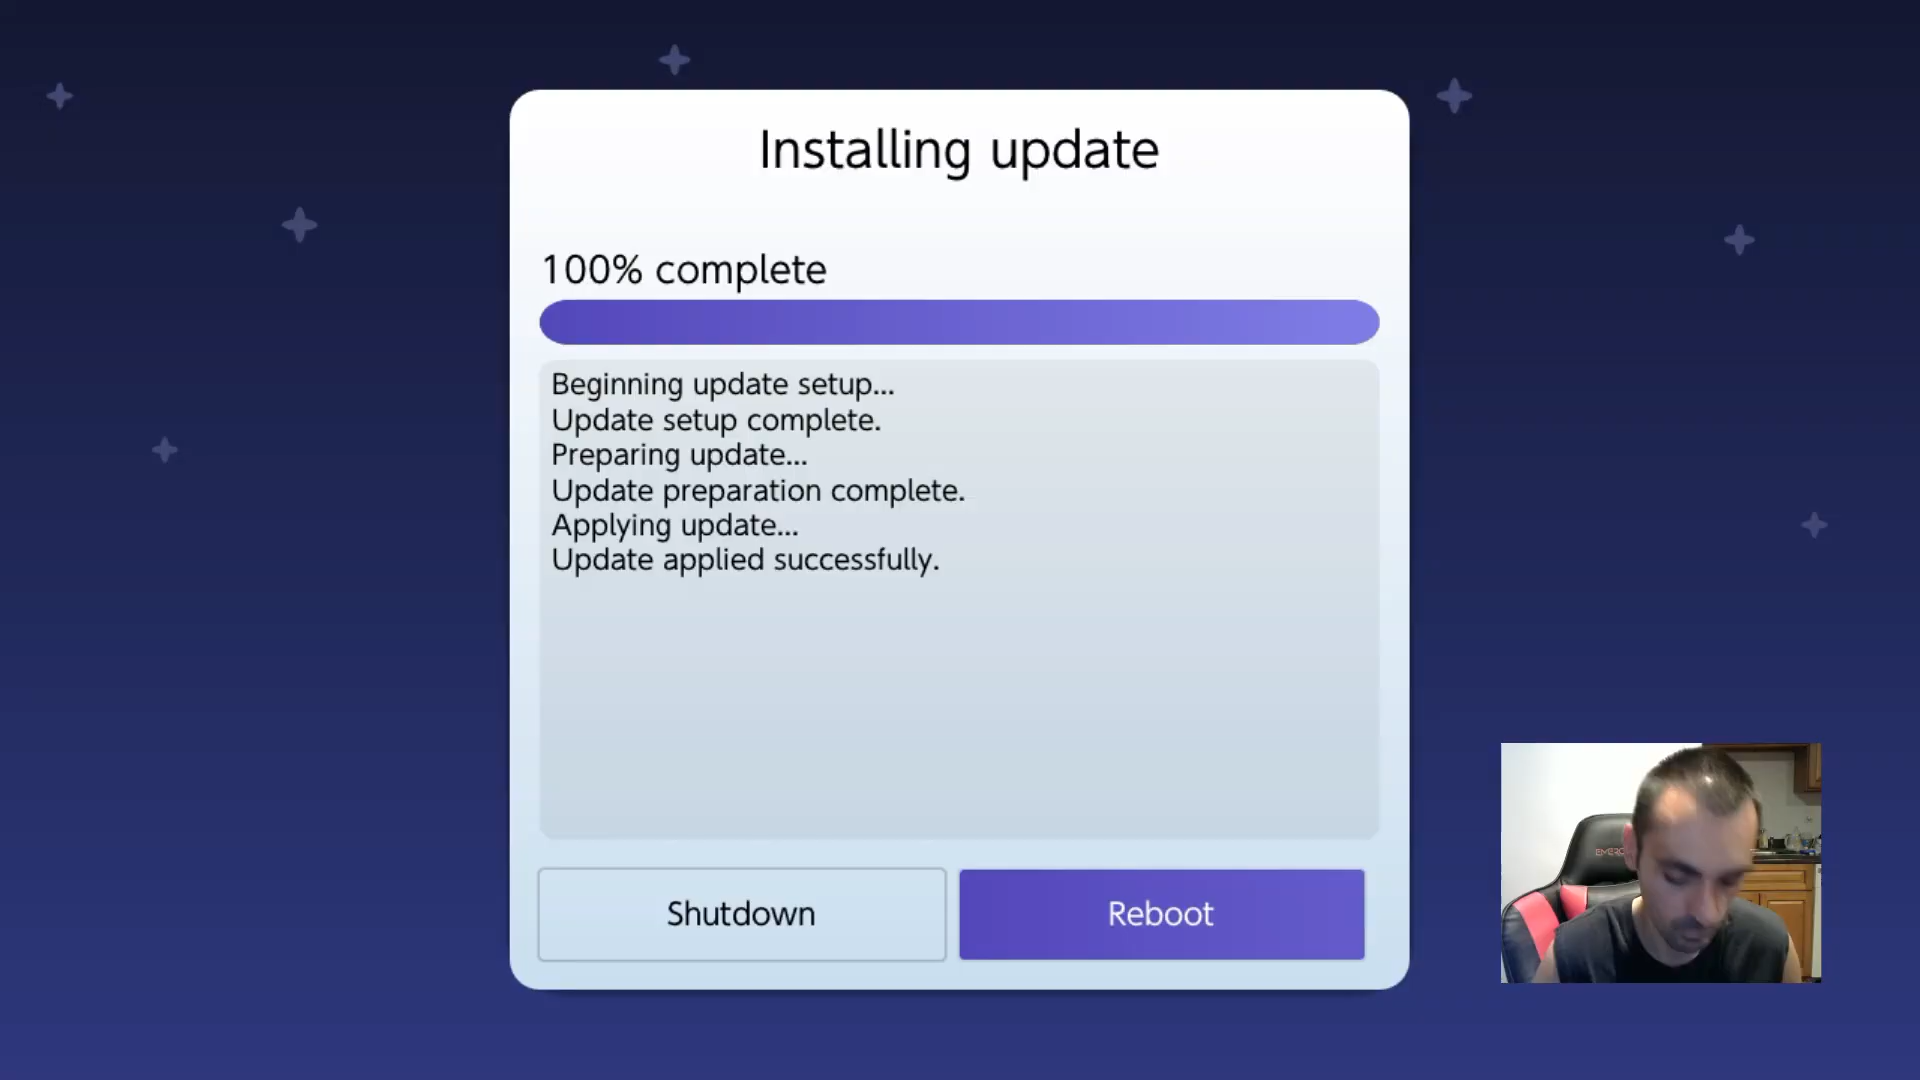 Installing update
100% complete
Beginning update setup...
Update setup complete.
Preparing update...
Update preparation complete.
Applying update...
Update applied successfully.
Shutdown
Reboot